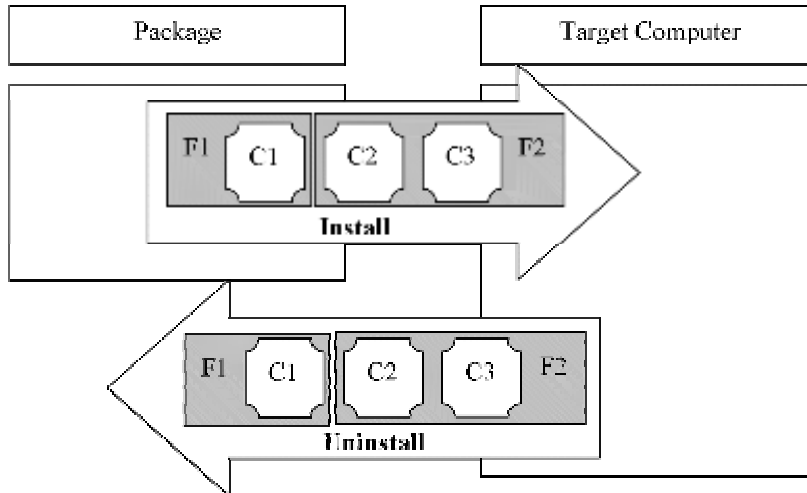 Package
Target Computer
F1 C1 C2 C3 F2
Install
F1 C1 C2 C3 F2
Uninstall